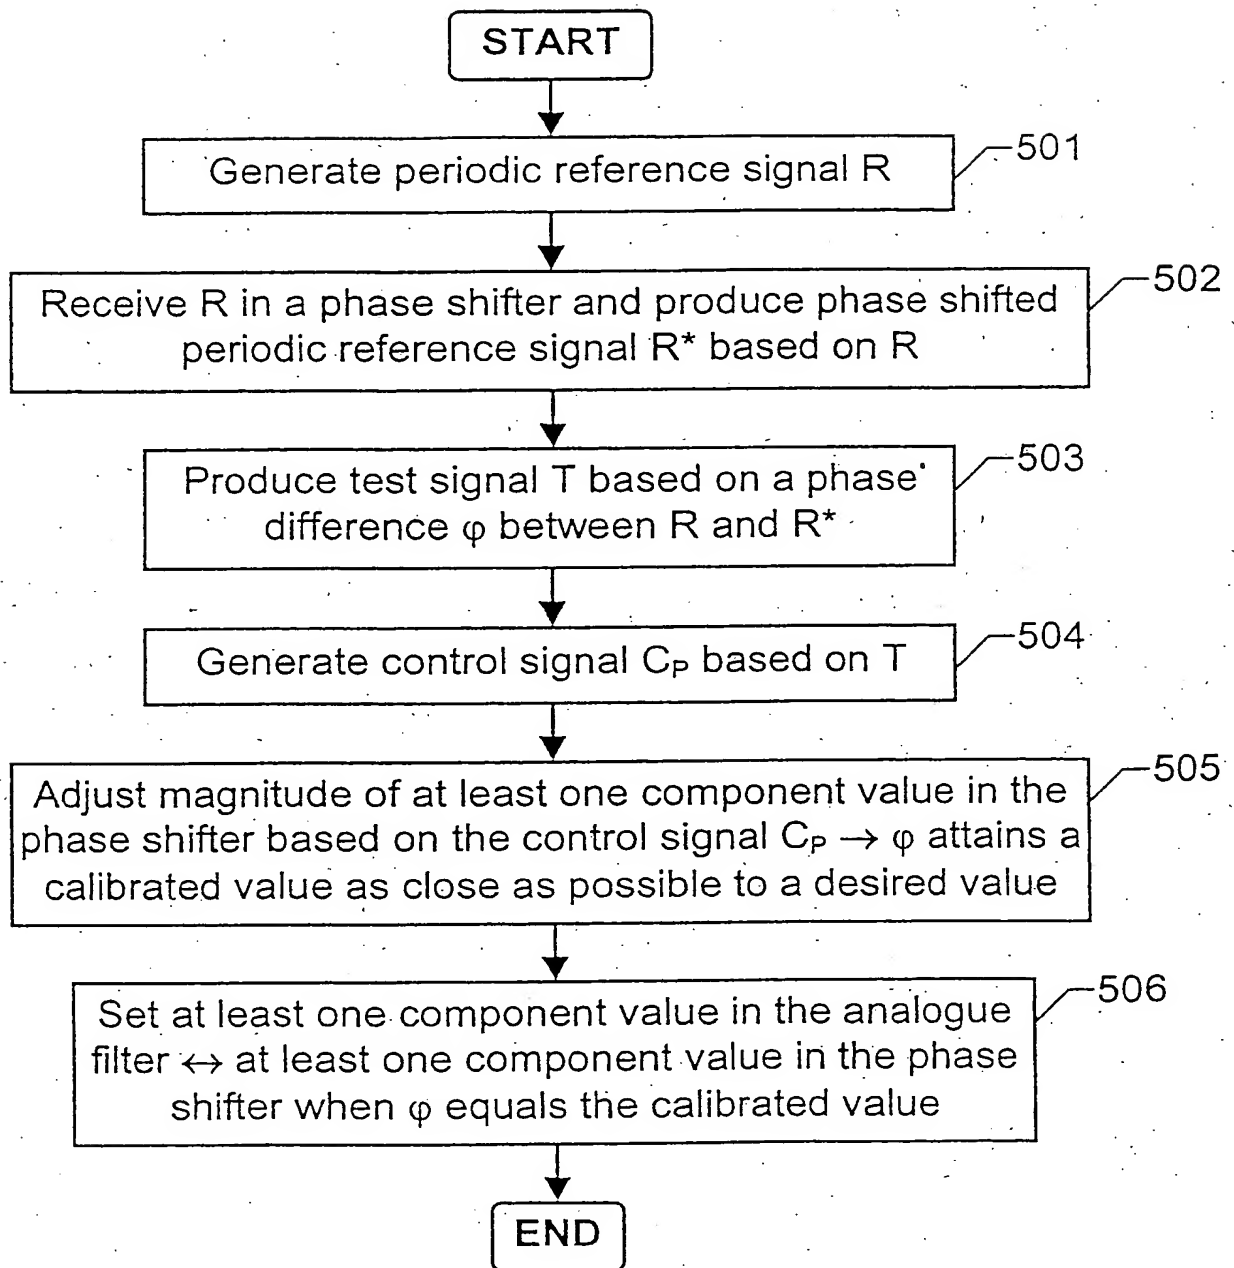 START
Generate periodic reference signal R
501
Receive R in a phase shifter and produce phase shifted
periodic reference signal R* based on R
502
Produce test signal T based on a phase
difference φ between R and R*
503
Generate control signal CP based on T
504
Adjust magnitude of at least one component value in the
phase shifter based on the control signal CP → φ attains a
calibrated value as close as possible to a desired value
505
Set at least one component value in the analogue
filter ↔ at least one component value in the phase
shifter when φ equals the calibrated value
506
END